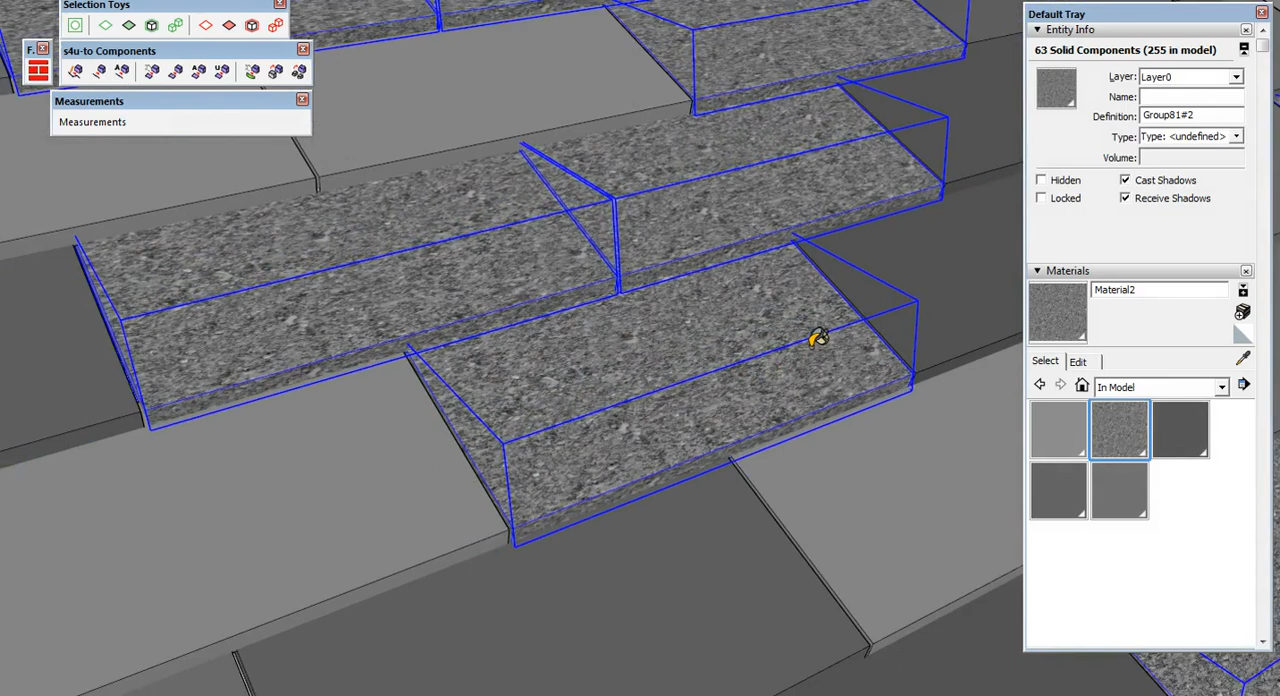 Selection Toys
F.
s4u-to Components
Measurements
Measurements
Default Tray
Entity Info
63 Solid Components (255 in model)
Layer: Layer0
Name:
Definition: Group81#2
Type: Type: <undefined>
Volume:
Hidden Cast Shadows
Locked Receive Shadows
Materials
Material2
Select Edit
In Model